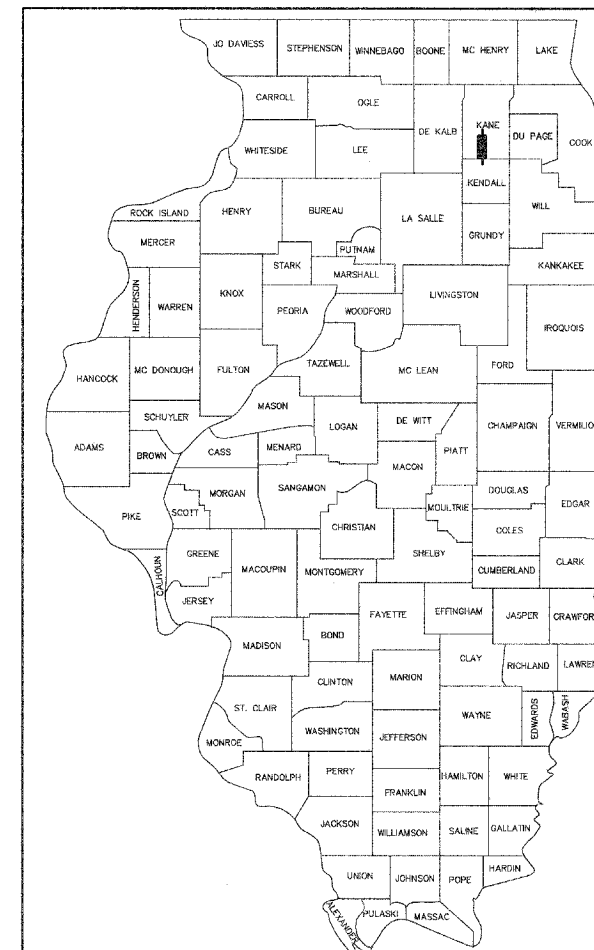 JO DAVIESS STEPHENSON WINNEBAGO BOONE MC HENRY LAKE
CARROLL OGLE DE KALB KANE DU PAGE COOK
WHITESIDE LEE
KENDALL WILL
ROCK ISLAND HENRY BUREAU LA SALLE GRUNDY
MERCER PUTNAM KANKAKEE
STARK MARSHALL
HENDERSON WARREN KNOX PEORIA WOODFORD LIVINGSTON IROQUOIS
HANCOCK MC DONOUGH FULTON TAZEWELL MC LEAN FORD
MASON
SCHUYLER LOGAN DE WITT CHAMPAIGN VERMILIO
ADAMS BROWN CASS MENARD PIATT
MACON
SANGAMON DOUGLAS
MORGAN MOULTRIE EDGAR
PIKE SCOTT CHRISTIAN COLES
GREENE SHELBY
CALHOUN MACOUPIN MONTGOMERY CUMBERLAND CLARK
JERSEY FAYETTE EFFINGHAM JASPER CRAWFOR
BOND
MADISON CLAY
MARION RICHLAND LAWREN
CLINTON
ST. CLAIR WAYNE EDWARDS WABASH
WASHINGTON JEFFERSON
MONROE
PERRY HAMILTON WHITE
RANDOLPH FRANKLIN
JACKSON WILLIAMSON SALINE GALLATIN
HARDIN
UNION JOHNSON POPE
ALEXANDER PULASKI MASSAC